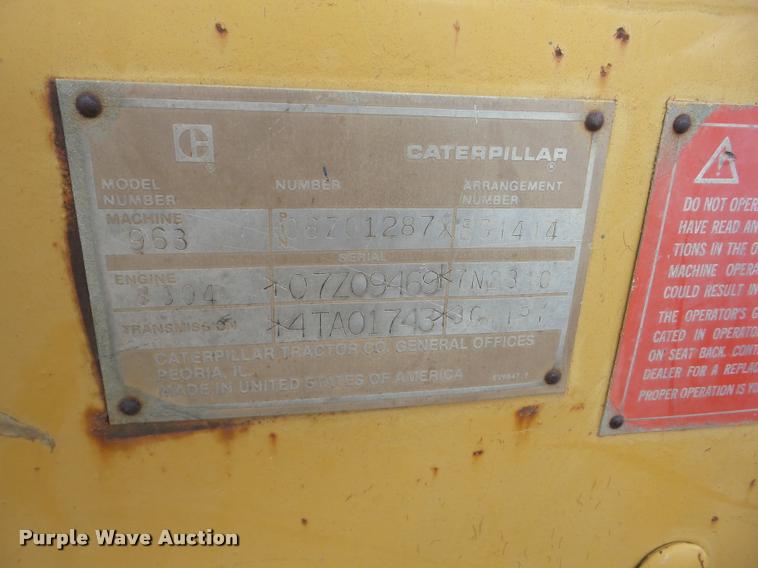 CATERPILLAR
MODEL NUMBER
NUMBER
ARRANGEMENT NUMBER
MACHINE 963 PIN 1287X
SERIAL
ENGINE 3304 *07Z09469*
TRANSMISSION *4TA01743*
CATERPILLAR TRACTOR CO. GENERAL OFFICES
PEORIA, IL.
MADE IN UNITED STATES OF AMERICA
DO NOT OPER
HAVE READ AN
TIONS IN THE O
MACHINE OPERA
COULD RESULT IN
THE OPERATOR'S G
CATED IN OPERATO
ON SEAT BACK. CONT
DEALER FOR A REPLAC
PROPER OPERATION IS YO
Purple Wave Auction